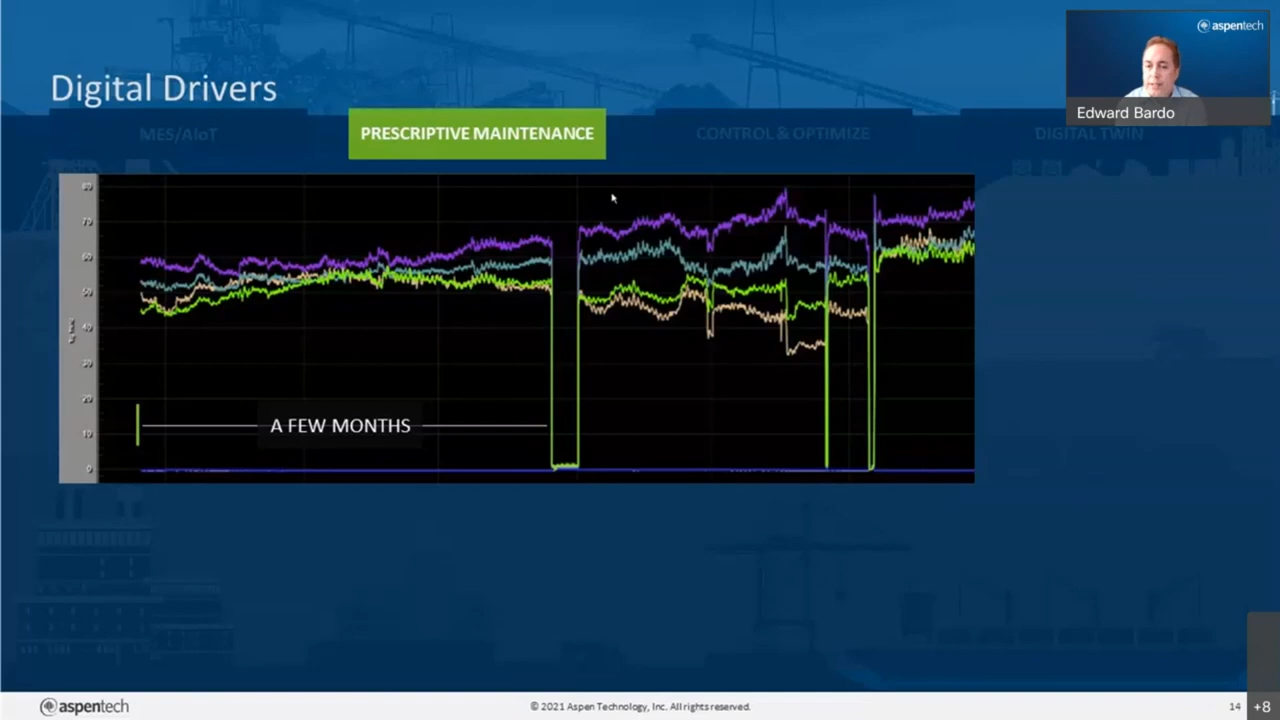 aspentech
Edward Bardo
Digital Drivers
MES/AIoT
PRESCRIPTIVE MAINTENANCE
CONTROL & OPTIMIZE
DIGITAL TWIN
80
70
60
50
40
30
20
10
0
A FEW MONTHS
aspentech
© 2021 Aspen Technology, Inc. All rights reserved.
14
+8